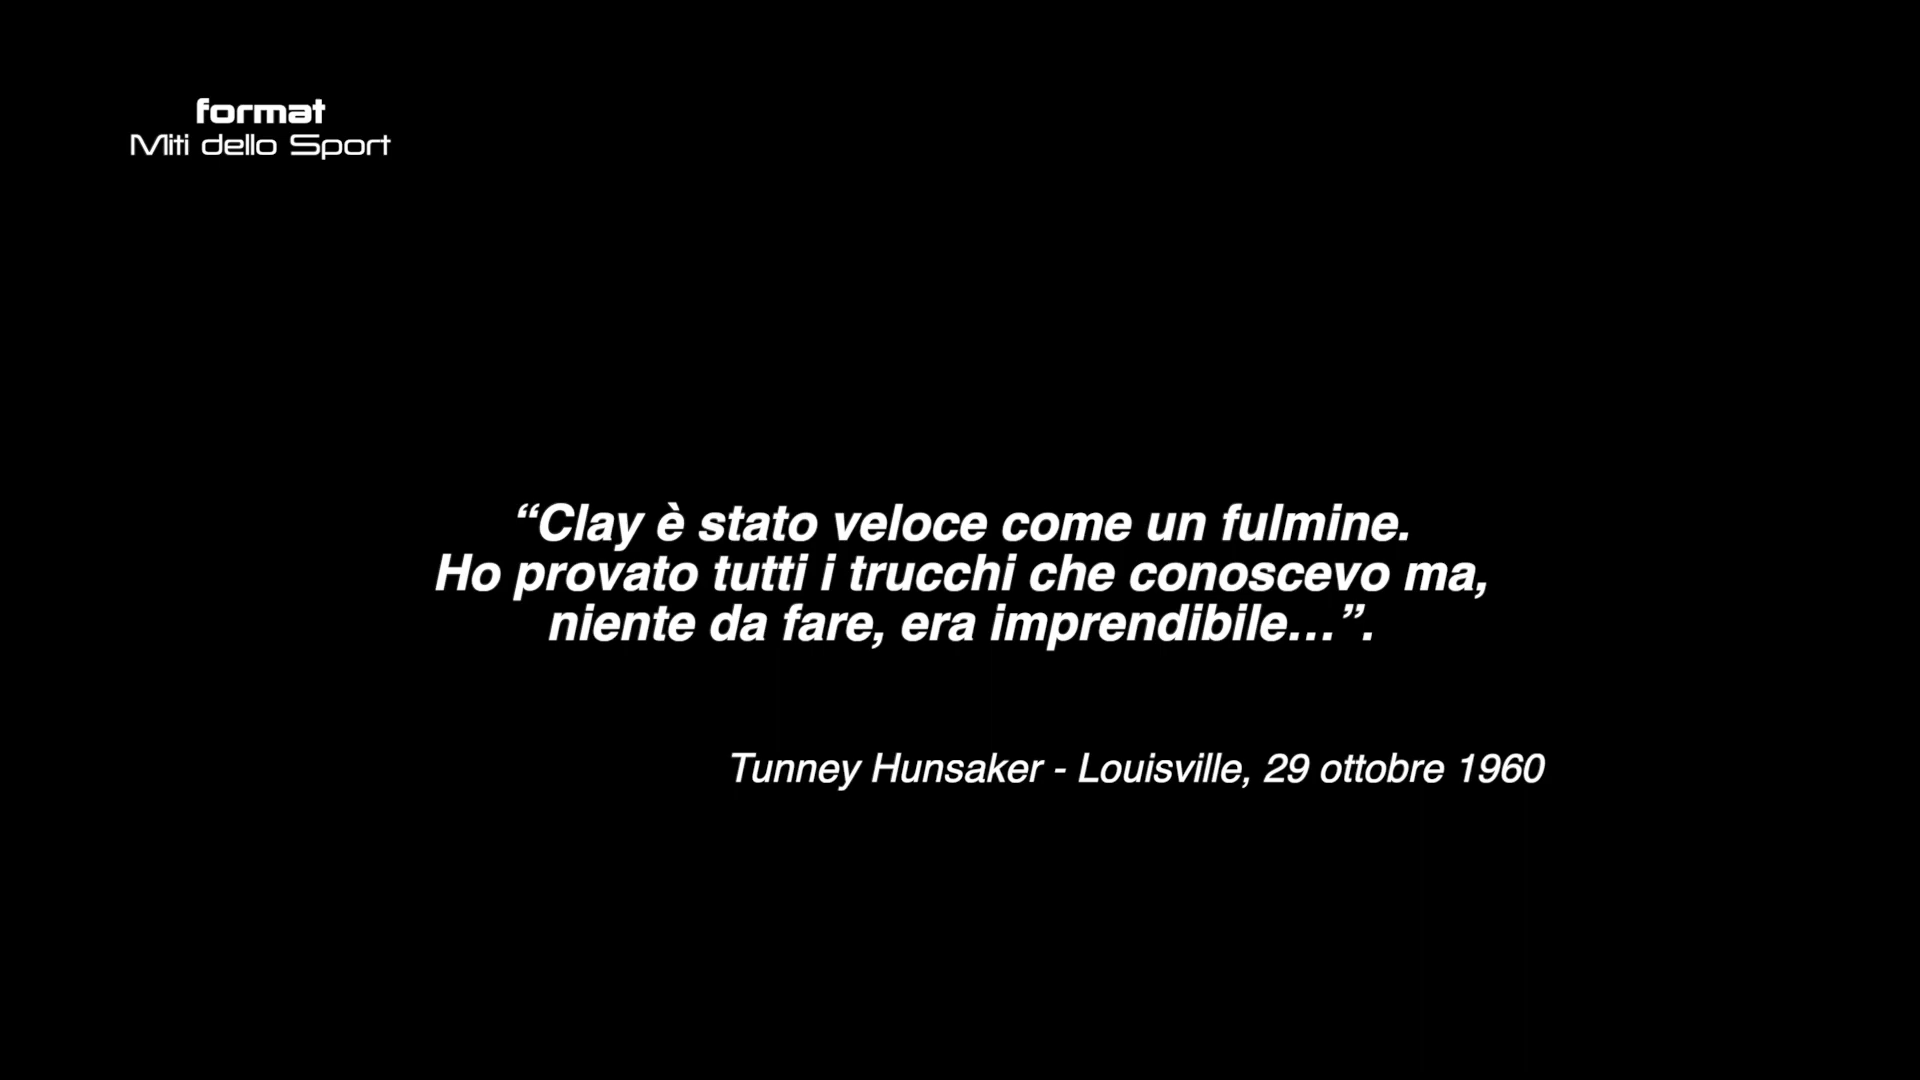 format
Miti dello Sport
“Clay è stato veloce come un fulmine.
Ho provato tutti i trucchi che conoscevo ma,
niente da fare, era imprendibile...”.
Tunney Hunsaker - Louisville, 29 ottobre 1960